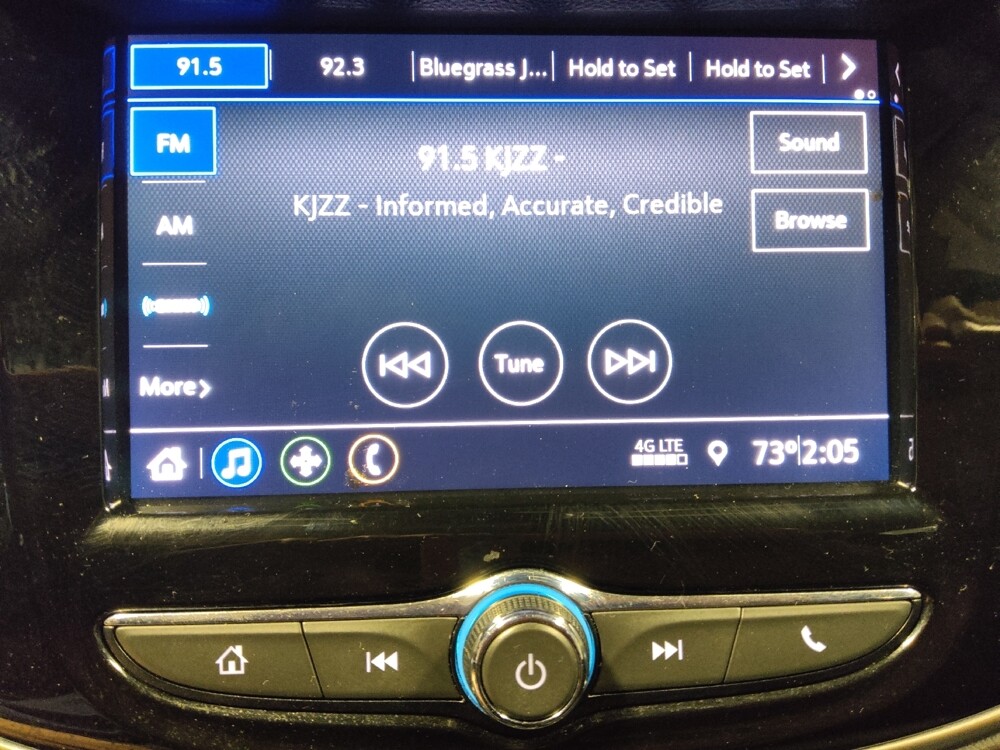 91.5 92.3 Bluegrass J... Hold to Set Hold to Set
FM
91.5 KJZZ -
Sound
KJZZ - Informed, Accurate, Credible
AM
Browse
Tune
More
4G LTE
73° 2:05